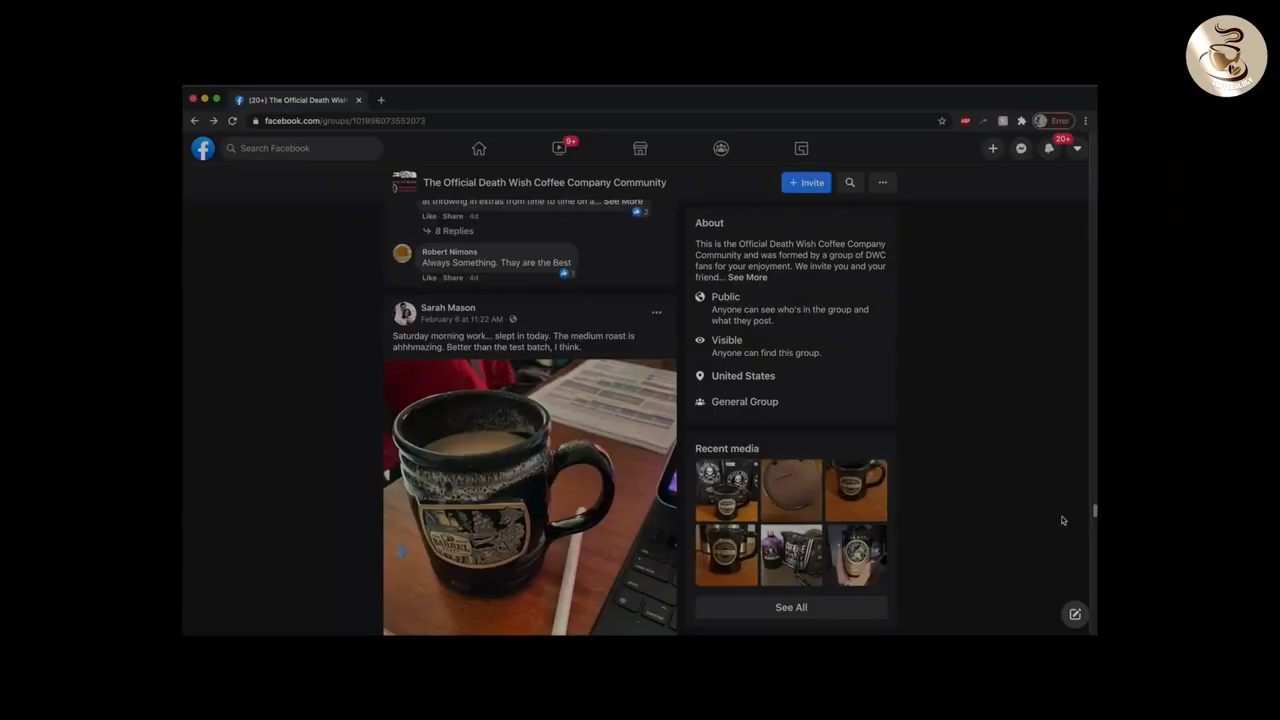 (20+) The Official Death Wish
facebook.com/groups/101996073552073
ABP
Error
Search Facebook
9+
20+
The Official Death Wish Coffee Company Community
+ Invite
at throwing in extras from time to time on a... See More
2
Like · Share · 4d
8 Replies
Robert Nimons
Always Something. Thay are the Best
1
Like · Share · 4d
Sarah Mason
February 6 at 11:22 AM ·
Saturday morning work... slept in today. The medium roast is
ahhhmazing. Better than the test batch, I think.
BARREL
About
This is the Official Death Wish Coffee Company
Community and was formed by a group of DWC
fans for your enjoyment. We invite you and your
friend... See More
Public
Anyone can see who's in the group and
what they post.
Visible
Anyone can find this group.
United States
General Group
Recent media
See All